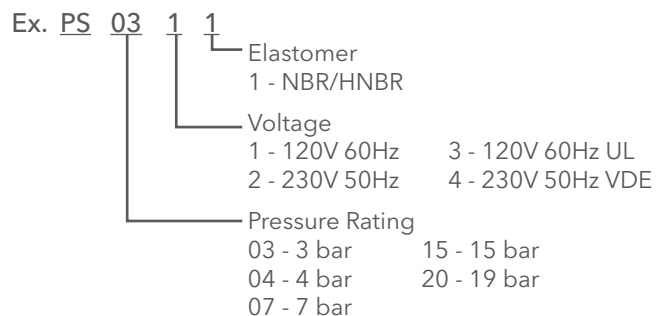 Ex. PS 03 1 1
Elastomer
1 - NBR/HNBR
Voltage
1 - 120V 60Hz 3 - 120V 60Hz UL
2 - 230V 50Hz 4 - 230V 50Hz VDE
Pressure Rating
03 - 3 bar 15 - 15 bar
04 - 4 bar 20 - 19 bar
07 - 7 bar